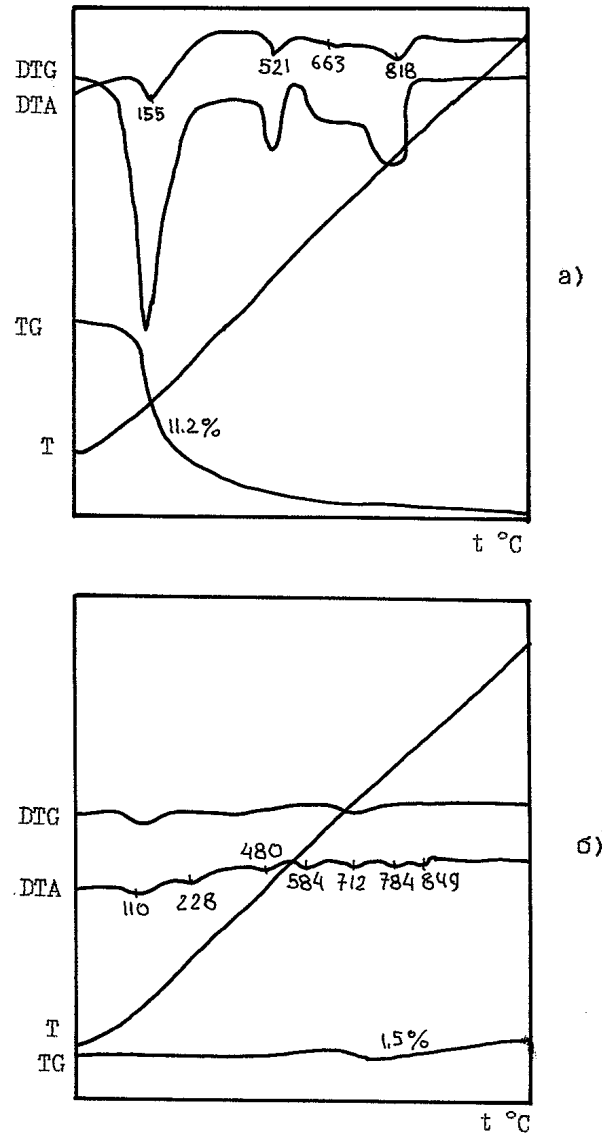 DTG
DTA
155
521
663
818
TG
11.2%
T
a)
t °C
DTG
DTA
110
228
480
584
712
784
849
б)
T
TG
1.5%
t °C